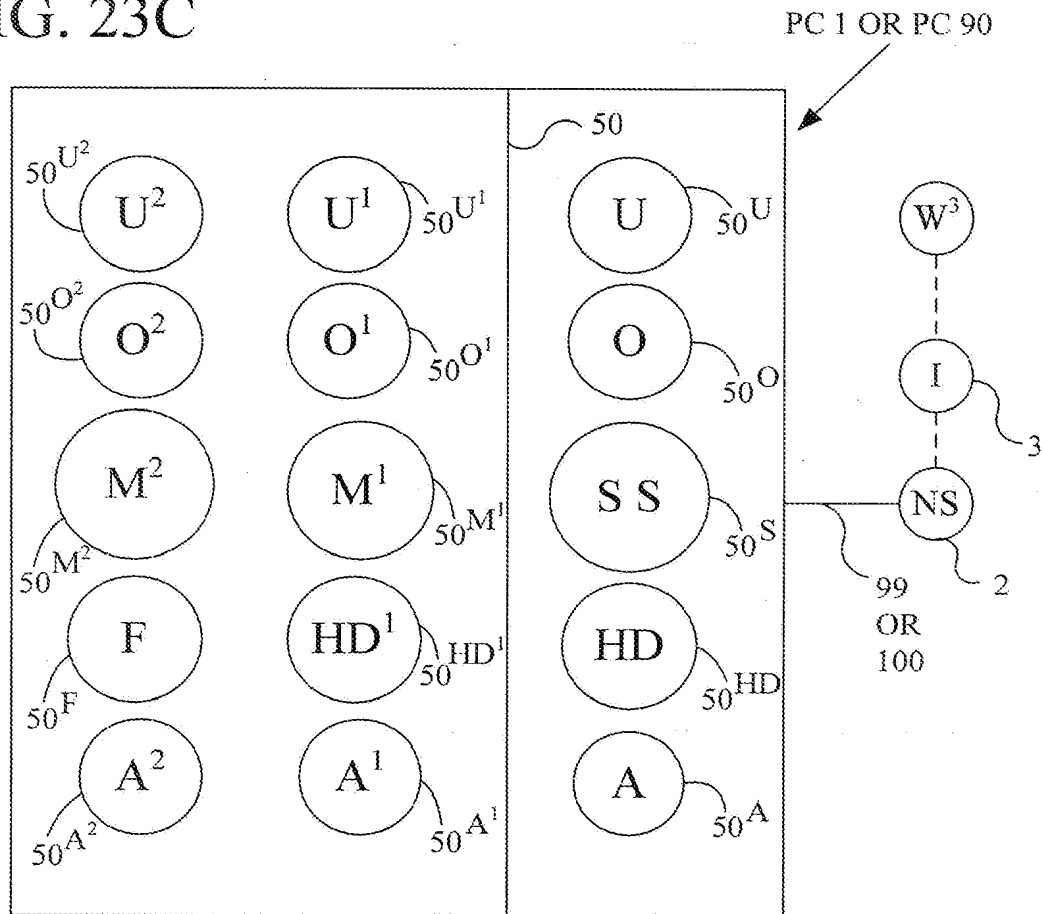 IG. 23C
PC 1 OR PC 90
50
50U²
U²
U¹
50U¹
U
50U
W³
50O²
O²
O¹
50O¹
O
50O
I
3
M²
50M²
M¹
50M¹
S S
50S
NS
2
99
OR
100
F
50F
HD¹
50HD¹
HD
50HD
A²
50A²
A¹
50A¹
A
50A